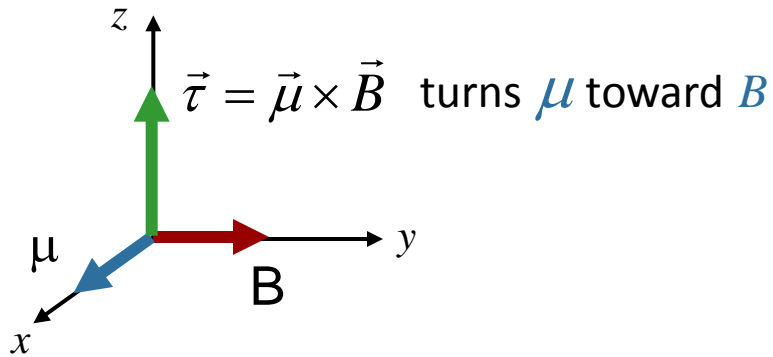 z
τ⃗ = μ⃗ × B⃗ turns μ toward B
y
μ
B
x